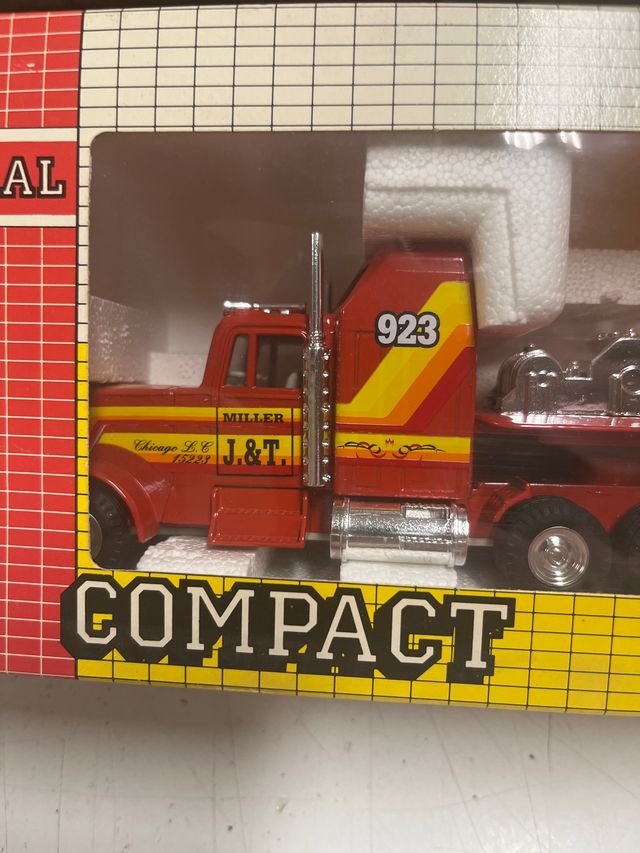 AL
923
MILLER
J.&T.
Chicago L.C
15223
COMPACT